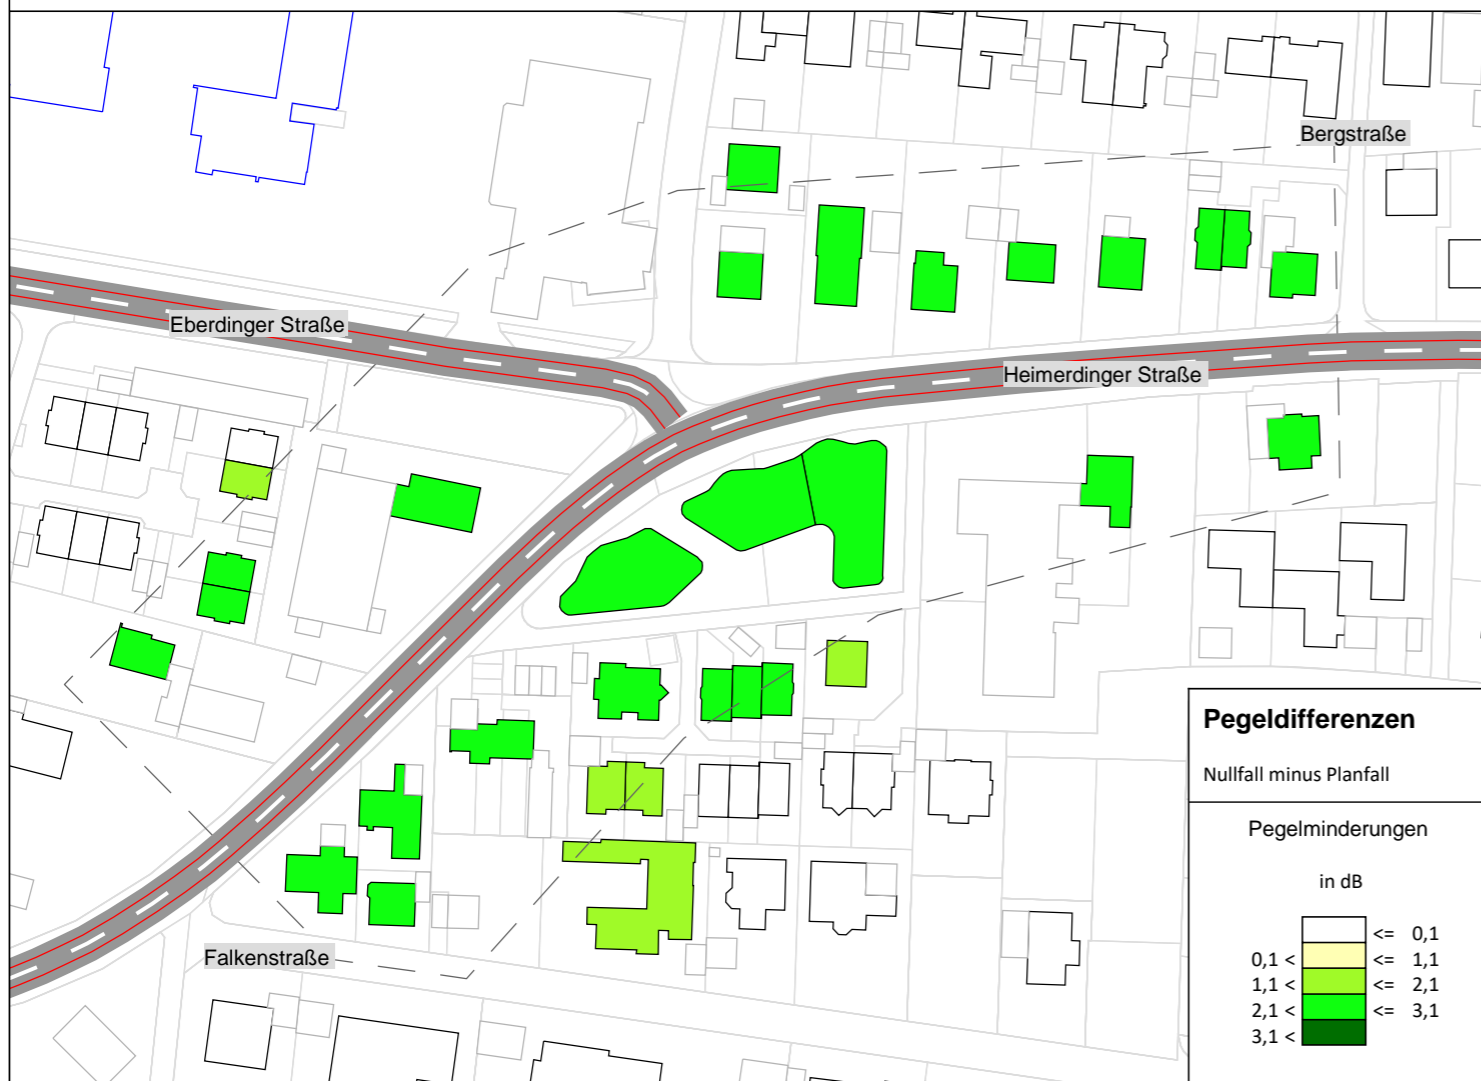 Bergstraße
Eberdinger Straße
Heimerdinger Straße
Falkenstraße
Pegeldifferenzen
Nullfall minus Planfall
Pegelminderungen
in dB
<= 0,1
0,1 < <= 1,1
1,1 < <= 2,1
2,1 < <= 3,1
3,1 <